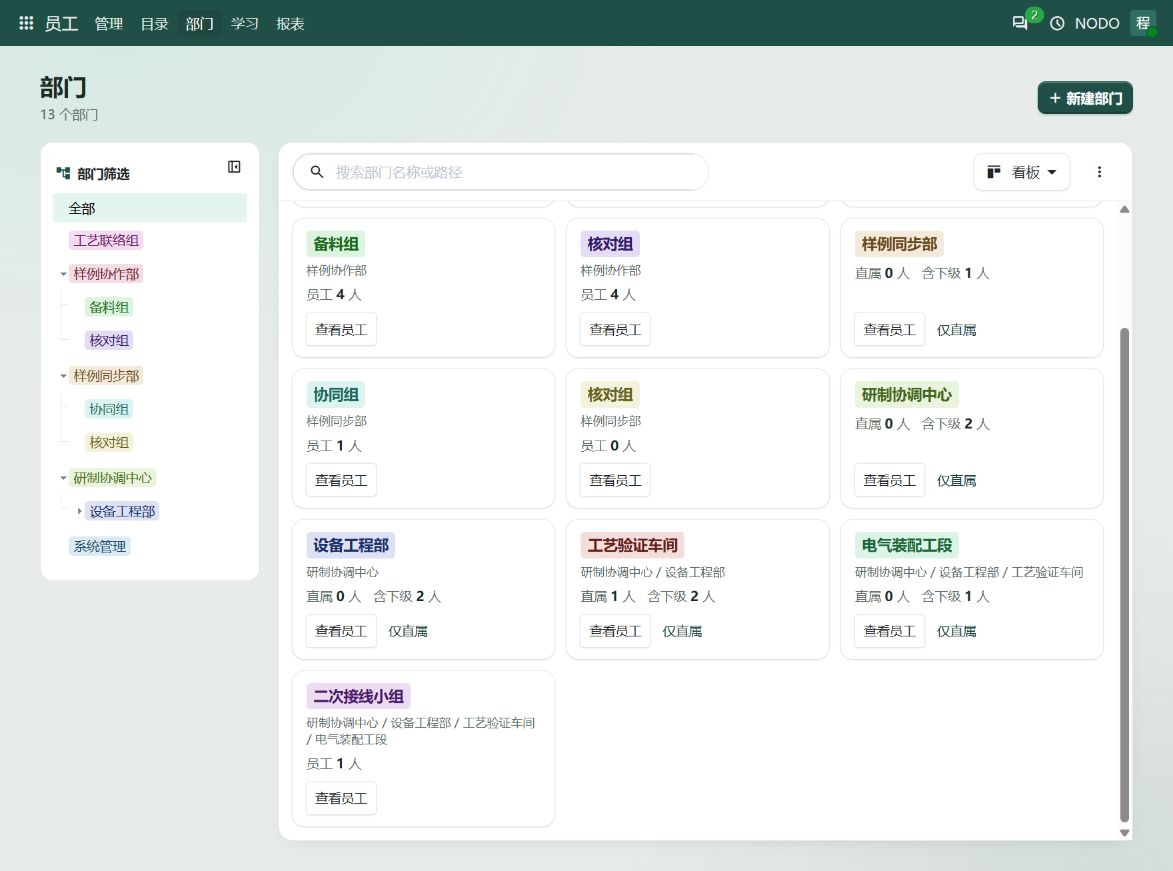 员工 管理 目录 部门 学习 报表 2 NODO 程
部门
13 个部门
+ 新建部门
部门筛选
全部
工艺联络组
样例协作部
备料组
核对组
样例同步部
协同组
核对组
研制协调中心
设备工程部
系统管理
搜索部门名称或路径
看板
备料组
样例协作部
员工 4 人
查看员工
核对组
样例协作部
员工 4 人
查看员工
样例同步部
直属 0 人 含下级 1 人
查看员工 仅直属
协同组
样例同步部
员工 1 人
查看员工
核对组
样例同步部
员工 0 人
查看员工
研制协调中心
直属 0 人 含下级 2 人
查看员工 仅直属
设备工程部
研制协调中心
直属 0 人 含下级 2 人
查看员工 仅直属
工艺验证车间
研制协调中心 / 设备工程部
直属 1 人 含下级 2 人
查看员工 仅直属
电气装配工段
研制协调中心 / 设备工程部 / 工艺验证车间
直属 0 人 含下级 1 人
查看员工 仅直属
二次接线小组
研制协调中心 / 设备工程部 / 工艺验证车间
/ 电气装配工段
员工 1 人
查看员工